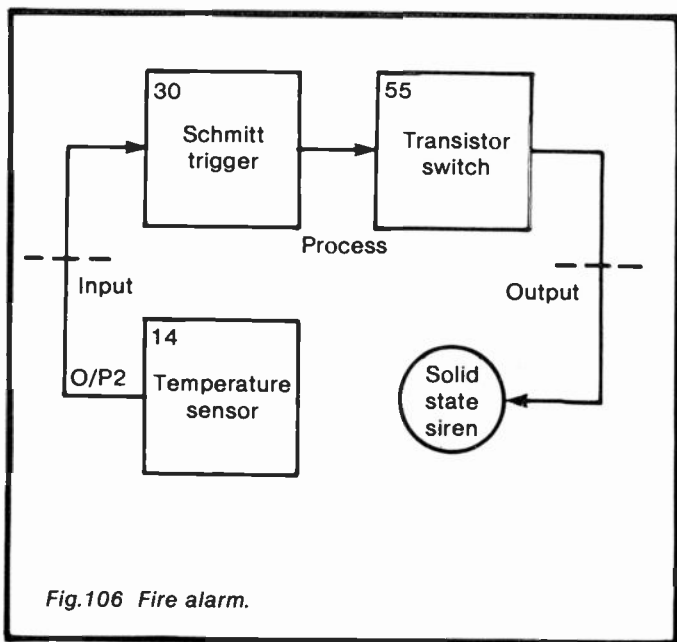 30
Schmitt
trigger
55
Transistor
switch
Process
Input
Output
14
O/P2
Temperature
sensor
Solid
state
siren
Fig.106 Fire alarm.